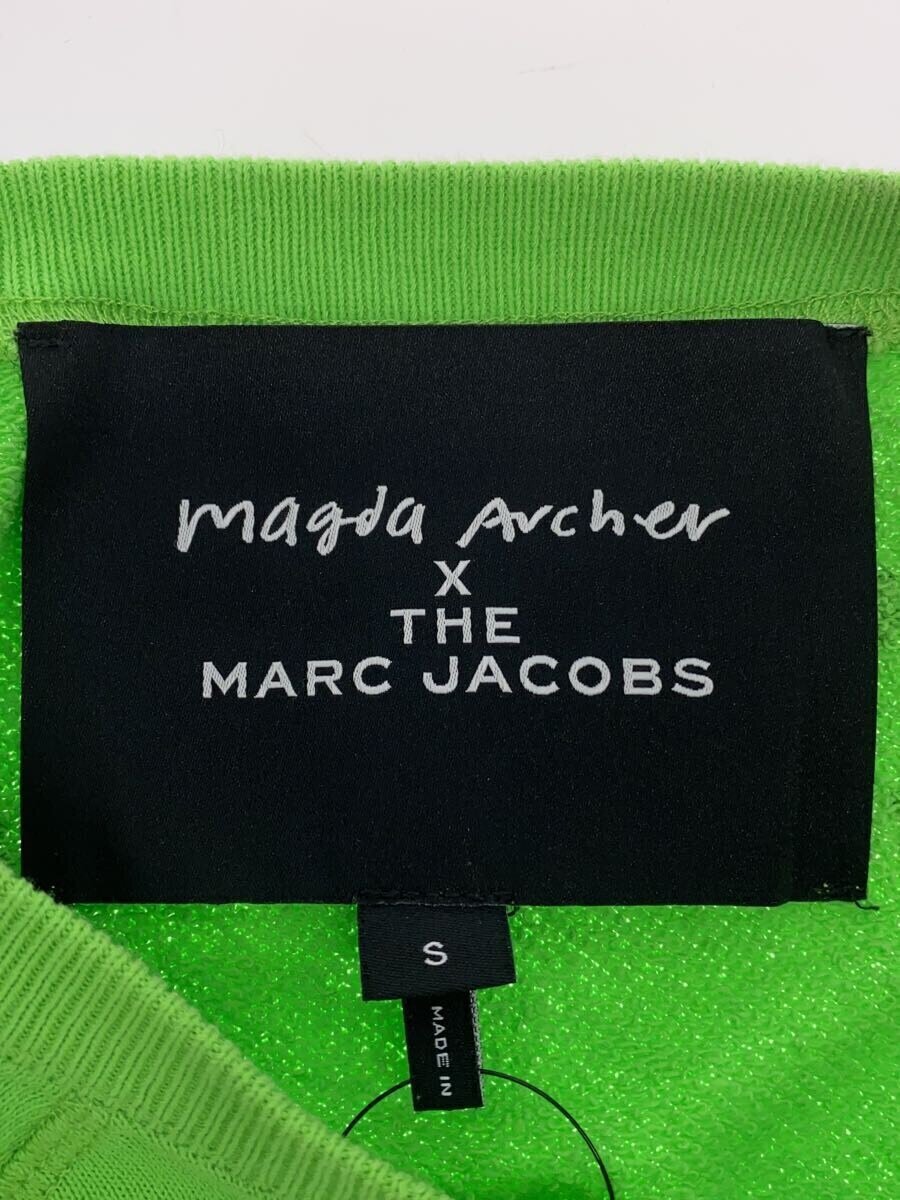 magda Archer
X
THE
MARC JACOBS
S
MADE IN